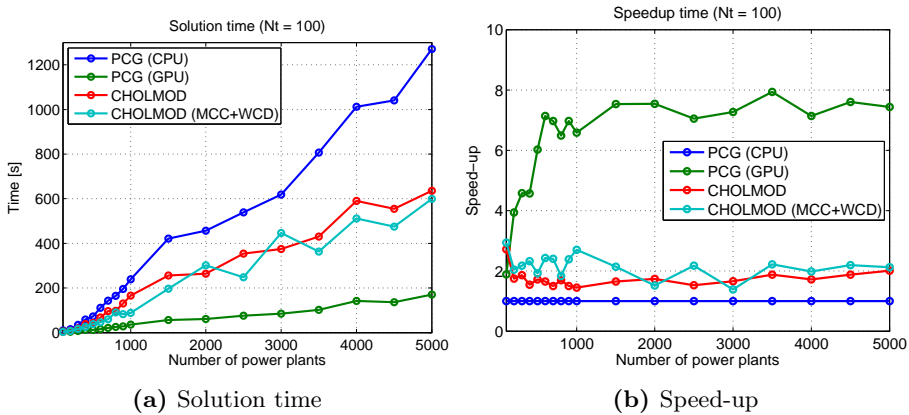 Solution time (Nt = 100)
1200
1000
800
600
400
200
0
Time [s]
PCG (CPU)
PCG (GPU)
CHOLMOD
CHOLMOD (MCC+WCD)
1000
2000
3000
4000
5000
Number of power plants
(a) Solution time
Speedup time (Nt = 100)
10
8
6
4
2
0
Speed-up
PCG (CPU)
PCG (GPU)
CHOLMOD
CHOLMOD (MCC+WCD)
1000
2000
3000
4000
5000
Number of power plants
(b) Speed-up